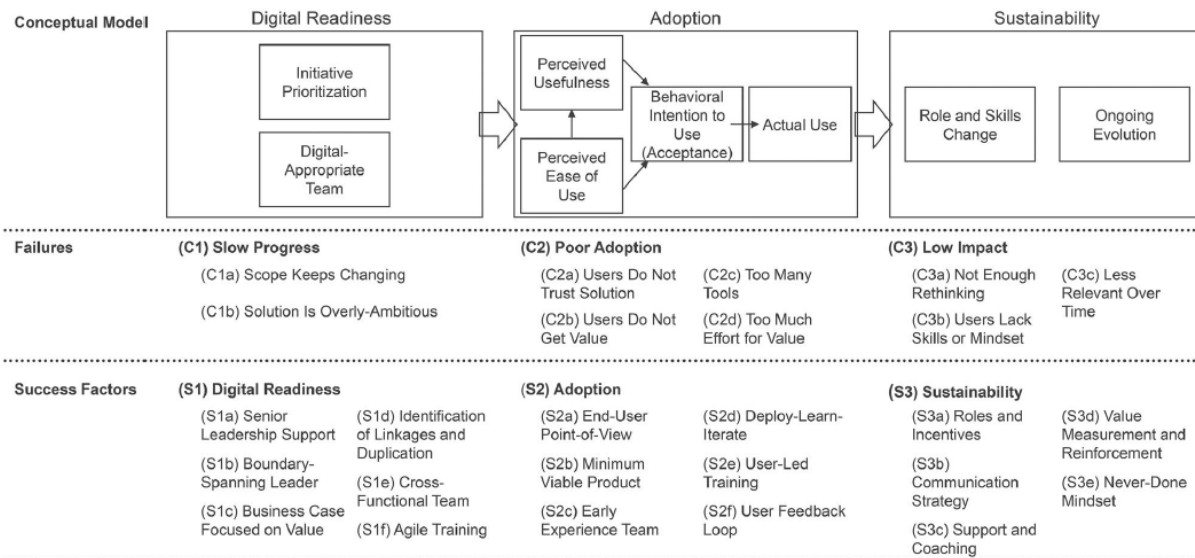 Conceptual Model
Digital Readiness
Adoption
Sustainability
Initiative
Prioritization
Digital-
Appropriate
Team
Perceived
Usefulness
Perceived
Ease of
Use
Behavioral
Intention to
Use
(Acceptance)
Actual Use
Role and Skills
Change
Ongoing
Evolution
Failures
(C1) Slow Progress
(C1a) Scope Keeps Changing
(C1b) Solution Is Overly-Ambitious
(C2) Poor Adoption
(C2a) Users Do Not
Trust Solution
(C2b) Users Do Not
Get Value
(C2c) Too Many
Tools
(C2d) Too Much
Effort for Value
(C3) Low Impact
(C3a) Not Enough
Rethinking
(C3b) Users Lack
Skills or Mindset
(C3c) Less
Relevant Over
Time
Success Factors
(S1) Digital Readiness
(S1a) Senior
Leadership Support
(S1b) Boundary-
Spanning Leader
(S1c) Business Case
Focused on Value
(S1d) Identification
of Linkages and
Duplication
(S1e) Cross-
Functional Team
(S1f) Agile Training
(S2) Adoption
(S2a) End-User
Point-of-View
(S2b) Minimum
Viable Product
(S2c) Early
Experience Team
(S2d) Deploy-Learn-
Iterate
(S2e) User-Led
Training
(S2f) User Feedback
Loop
(S3) Sustainability
(S3a) Roles and
Incentives
(S3b)
Communication
Strategy
(S3c) Support and
Coaching
(S3d) Value
Measurement and
Reinforcement
(S3e) Never-Done
Mindset